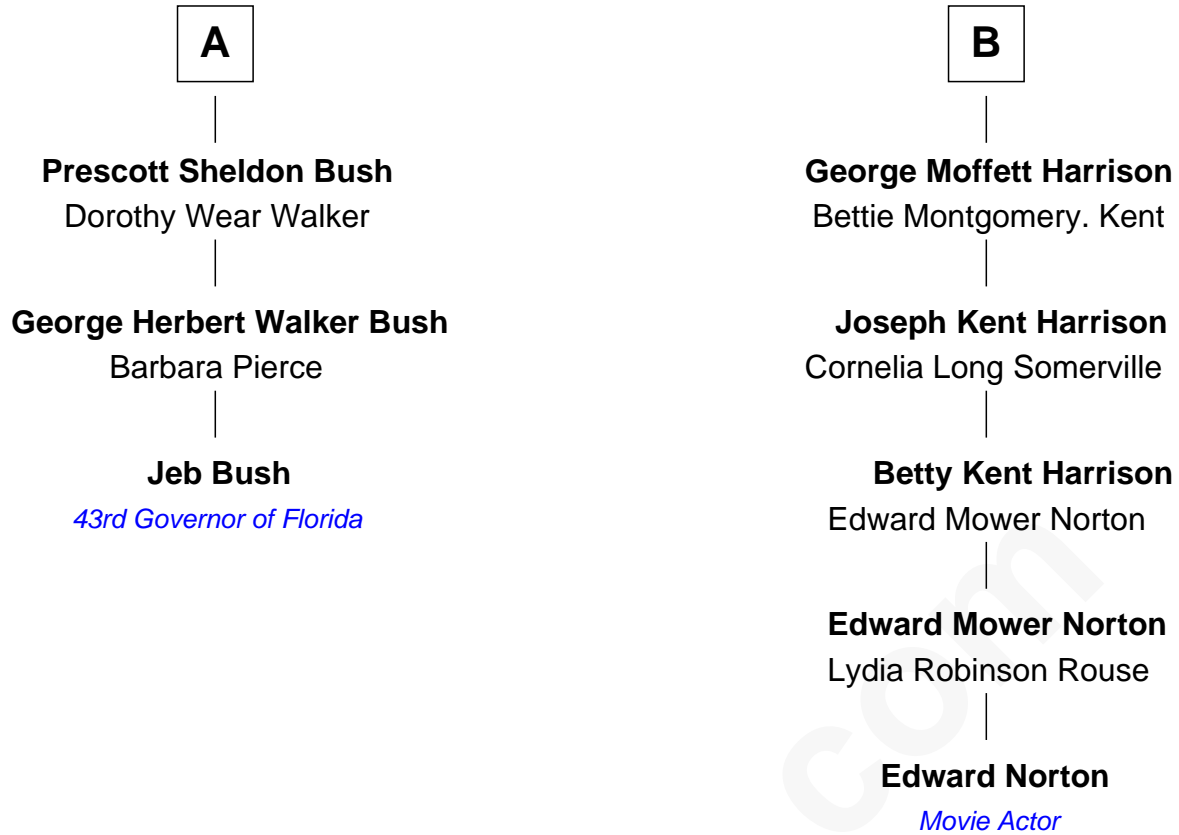 A
Prescott Sheldon Bush
Dorothy Wear Walker
George Herbert Walker Bush
Barbara Pierce
Jeb Bush
43rd Governor of Florida
B
George Moffett Harrison
Bettie Montgomery. Kent
Joseph Kent Harrison
Cornelia Long Somerville
Betty Kent Harrison
Edward Mower Norton
Edward Mower Norton
Lydia Robinson Rouse
Edward Norton
Movie Actor
com